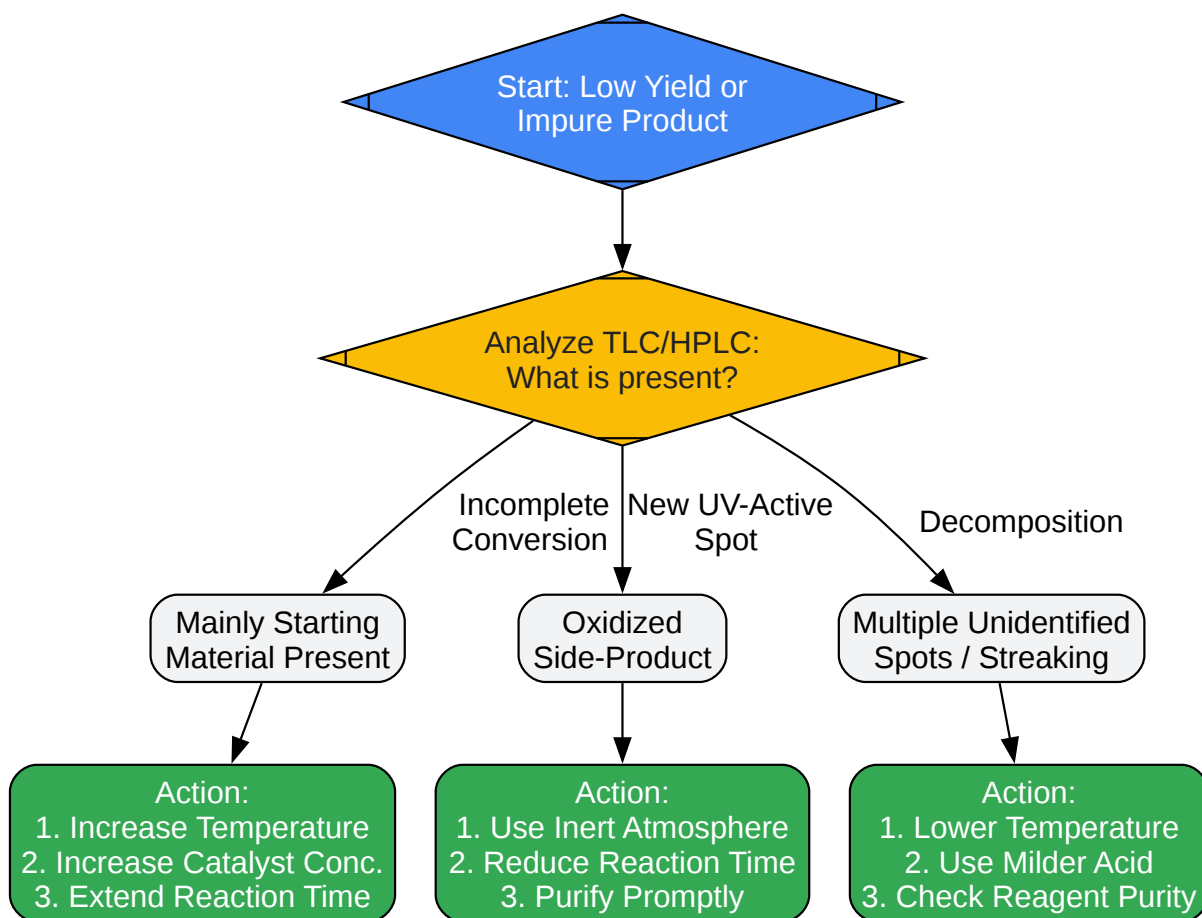 Start: Low Yield or
Impure Product
Analyze TLC/HPLC:
What is present?
Incomplete
Conversion
New UV-Active
Spot
Decomposition
Mainly Starting
Material Present
Oxidized
Side-Product
Multiple Unidentified
Spots / Streaking
Action:
1. Increase Temperature
2. Increase Catalyst Conc.
3. Extend Reaction Time
Action:
1. Use Inert Atmosphere
2. Reduce Reaction Time
3. Purify Promptly
Action:
1. Lower Temperature
2. Use Milder Acid
3. Check Reagent Purity